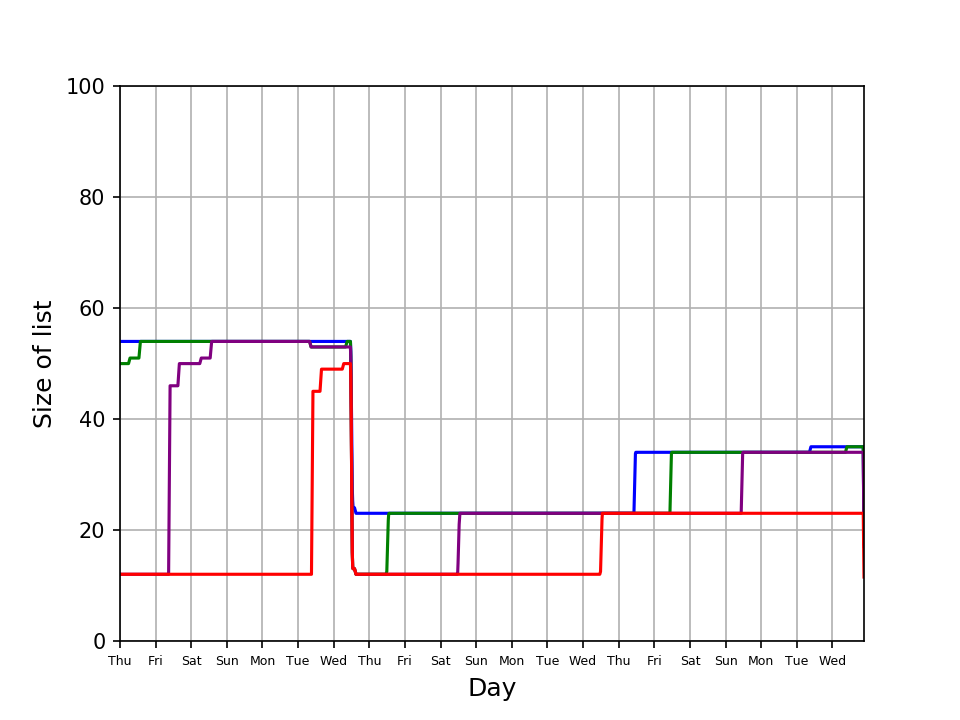 100
80
60
40
20
0
Size of list
Thu Fri Sat Sun Mon Tue Wed Thu Fri Sat Sun Mon Tue Wed Thu Fri Sat Sun Mon Tue Wed
Day